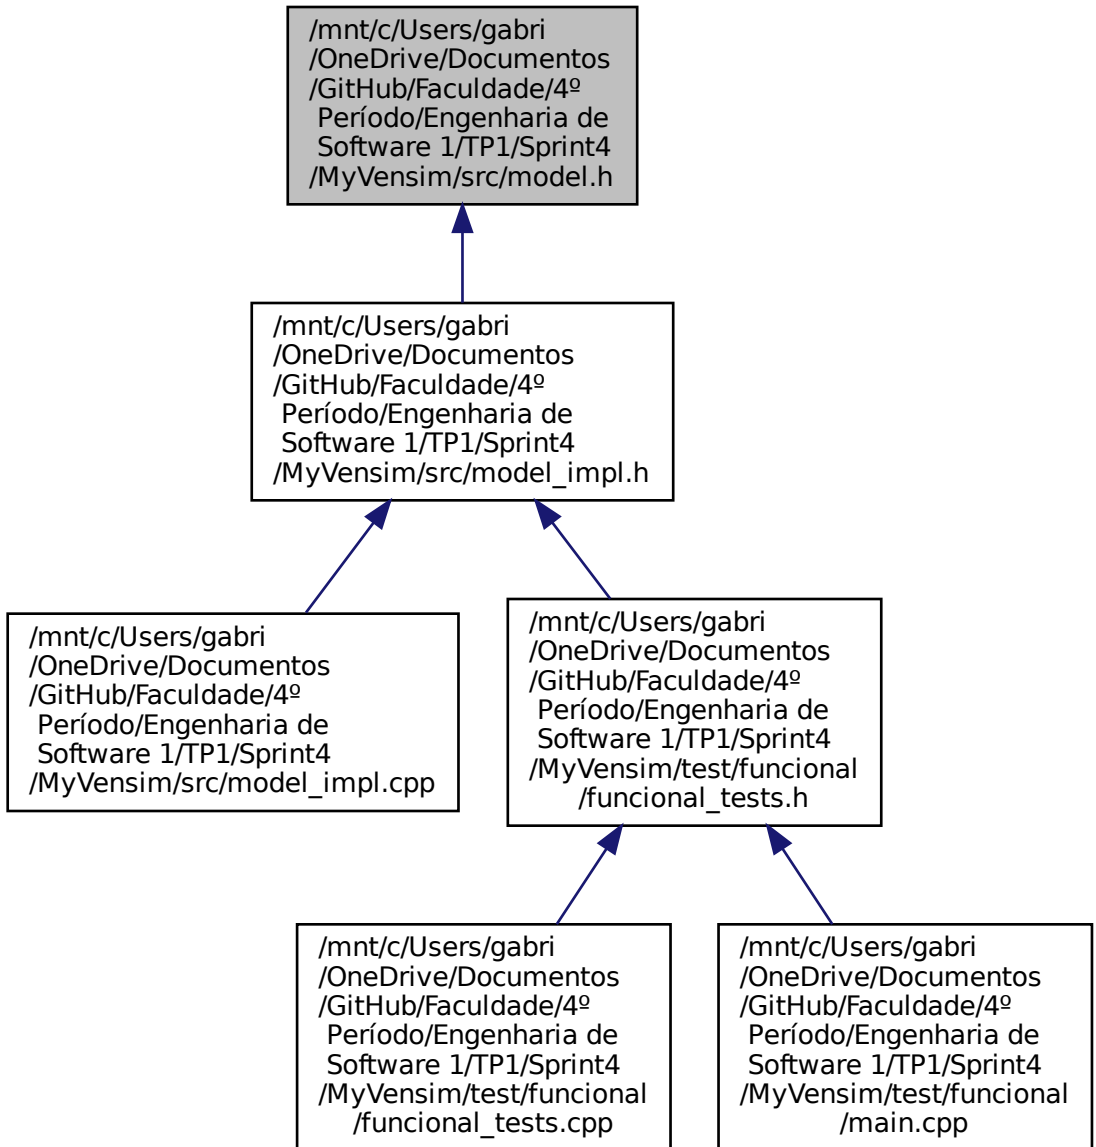 /mnt/c/Users/gabri
/OneDrive/Documentos
/GitHub/Faculdade/4º
Período/Engenharia de
Software 1/TP1/Sprint4
/MyVensim/src/model.h
/mnt/c/Users/gabri
/OneDrive/Documentos
/GitHub/Faculdade/4º
Período/Engenharia de
Software 1/TP1/Sprint4
/MyVensim/src/model_impl.h
/mnt/c/Users/gabri
/OneDrive/Documentos
/GitHub/Faculdade/4º
Período/Engenharia de
Software 1/TP1/Sprint4
/MyVensim/src/model_impl.cpp
/mnt/c/Users/gabri
/OneDrive/Documentos
/GitHub/Faculdade/4º
Período/Engenharia de
Software 1/TP1/Sprint4
/MyVensim/test/funcional
/funcional_tests.h
/mnt/c/Users/gabri
/OneDrive/Documentos
/GitHub/Faculdade/4º
Período/Engenharia de
Software 1/TP1/Sprint4
/MyVensim/test/funcional
/funcional_tests.cpp
/mnt/c/Users/gabri
/OneDrive/Documentos
/GitHub/Faculdade/4º
Período/Engenharia de
Software 1/TP1/Sprint4
/MyVensim/test/funcional
/main.cpp